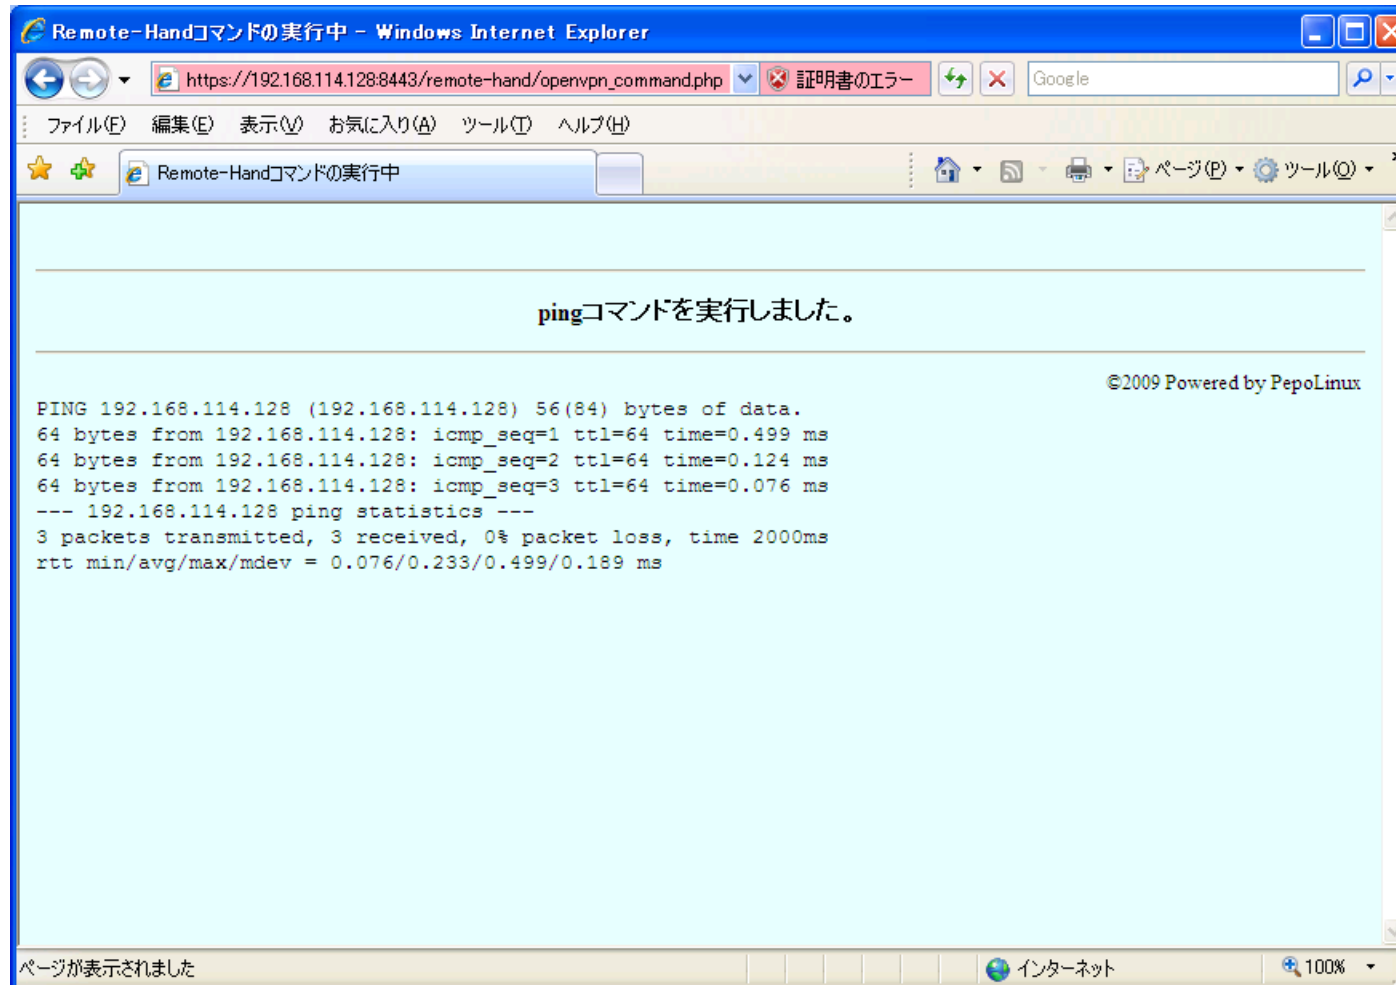 Remote-Handコマンドの実行中 - Windows Internet Explorer
https://192.168.114.128:8443/remote-hand/openvpn_command.php
証明書のエラー
Google
ファイル(F) 編集(E) 表示(V) お気に入り(A) ツール(T) ヘルプ(H)
Remote-Handコマンドの実行中
ページ(P)
ツール(O)
pingコマンドを実行しました。
©2009 Powered by PepoLinux
PING 192.168.114.128 (192.168.114.128) 56(84) bytes of data.
64 bytes from 192.168.114.128: icmp_seq=1 ttl=64 time=0.499 ms
64 bytes from 192.168.114.128: icmp_seq=2 ttl=64 time=0.124 ms
64 bytes from 192.168.114.128: icmp_seq=3 ttl=64 time=0.076 ms
--- 192.168.114.128 ping statistics ---
3 packets transmitted, 3 received, 0% packet loss, time 2000ms
rtt min/avg/max/mdev = 0.076/0.233/0.499/0.189 ms
ページが表示されました
インターネット
100%